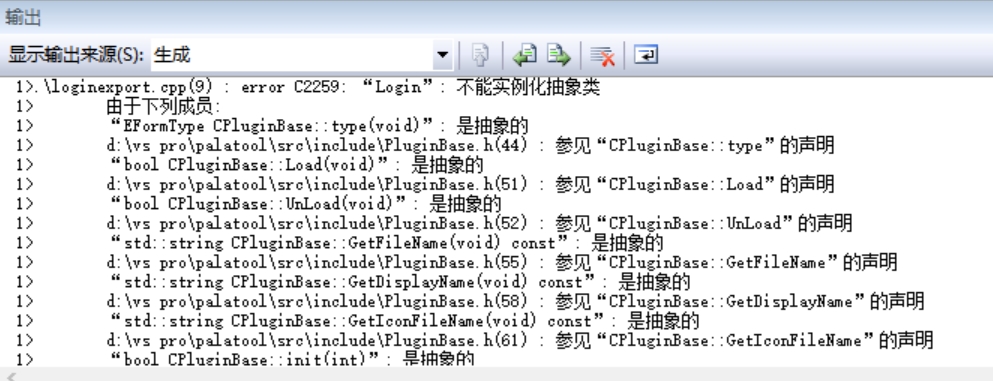 输出
显示输出来源(S): 生成
1>.\loginexport.cpp(9) : error C2259: “Login”: 不能实例化抽象类
1> 由于下列成员:
1> “EFormType CPluginBase::type(void)”: 是抽象的
1> d:\vs pro\palatool\src\include\PluginBase.h(44) : 参见“CPluginBase::type”的声明
1> “bool CPluginBase::Load(void)”: 是抽象的
1> d:\vs pro\palatool\src\include\PluginBase.h(51) : 参见“CPluginBase::Load”的声明
1> “bool CPluginBase::UnLoad(void)”: 是抽象的
1> d:\vs pro\palatool\src\include\PluginBase.h(52) : 参见“CPluginBase::UnLoad”的声明
1> “std::string CPluginBase::GetFileName(void) const”: 是抽象的
1> d:\vs pro\palatool\src\include\PluginBase.h(55) : 参见“CPluginBase::GetFileName”的声明
1> “std::string CPluginBase::GetDisplayName(void) const”: 是抽象的
1> d:\vs pro\palatool\src\include\PluginBase.h(58) : 参见“CPluginBase::GetDisplayName”的声明
1> “std::string CPluginBase::GetIconFileName(void) const”: 是抽象的
1> d:\vs pro\palatool\src\include\PluginBase.h(61) : 参见“CPluginBase::GetIconFileName”的声明
1> “bool CPluginBase::init(int)”: 是抽象的